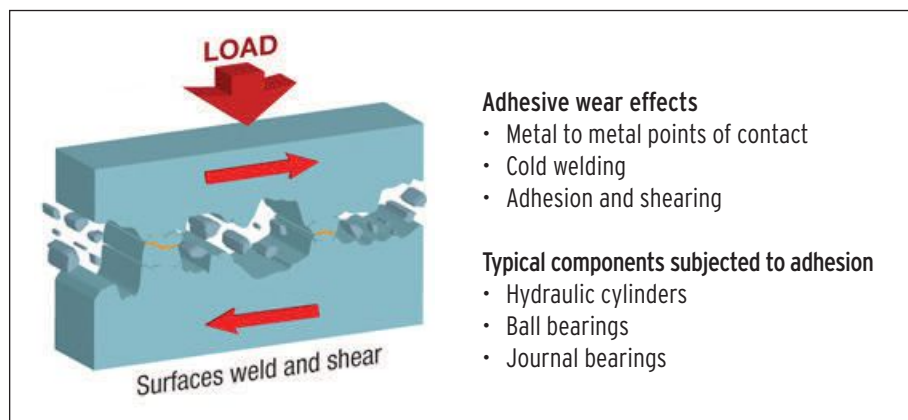 LOAD
Surfaces weld and shear
Adhesive wear effects
• Metal to metal points of contact
• Cold welding
• Adhesion and shearing
Typical components subjected to adhesion
• Hydraulic cylinders
• Ball bearings
• Journal bearings